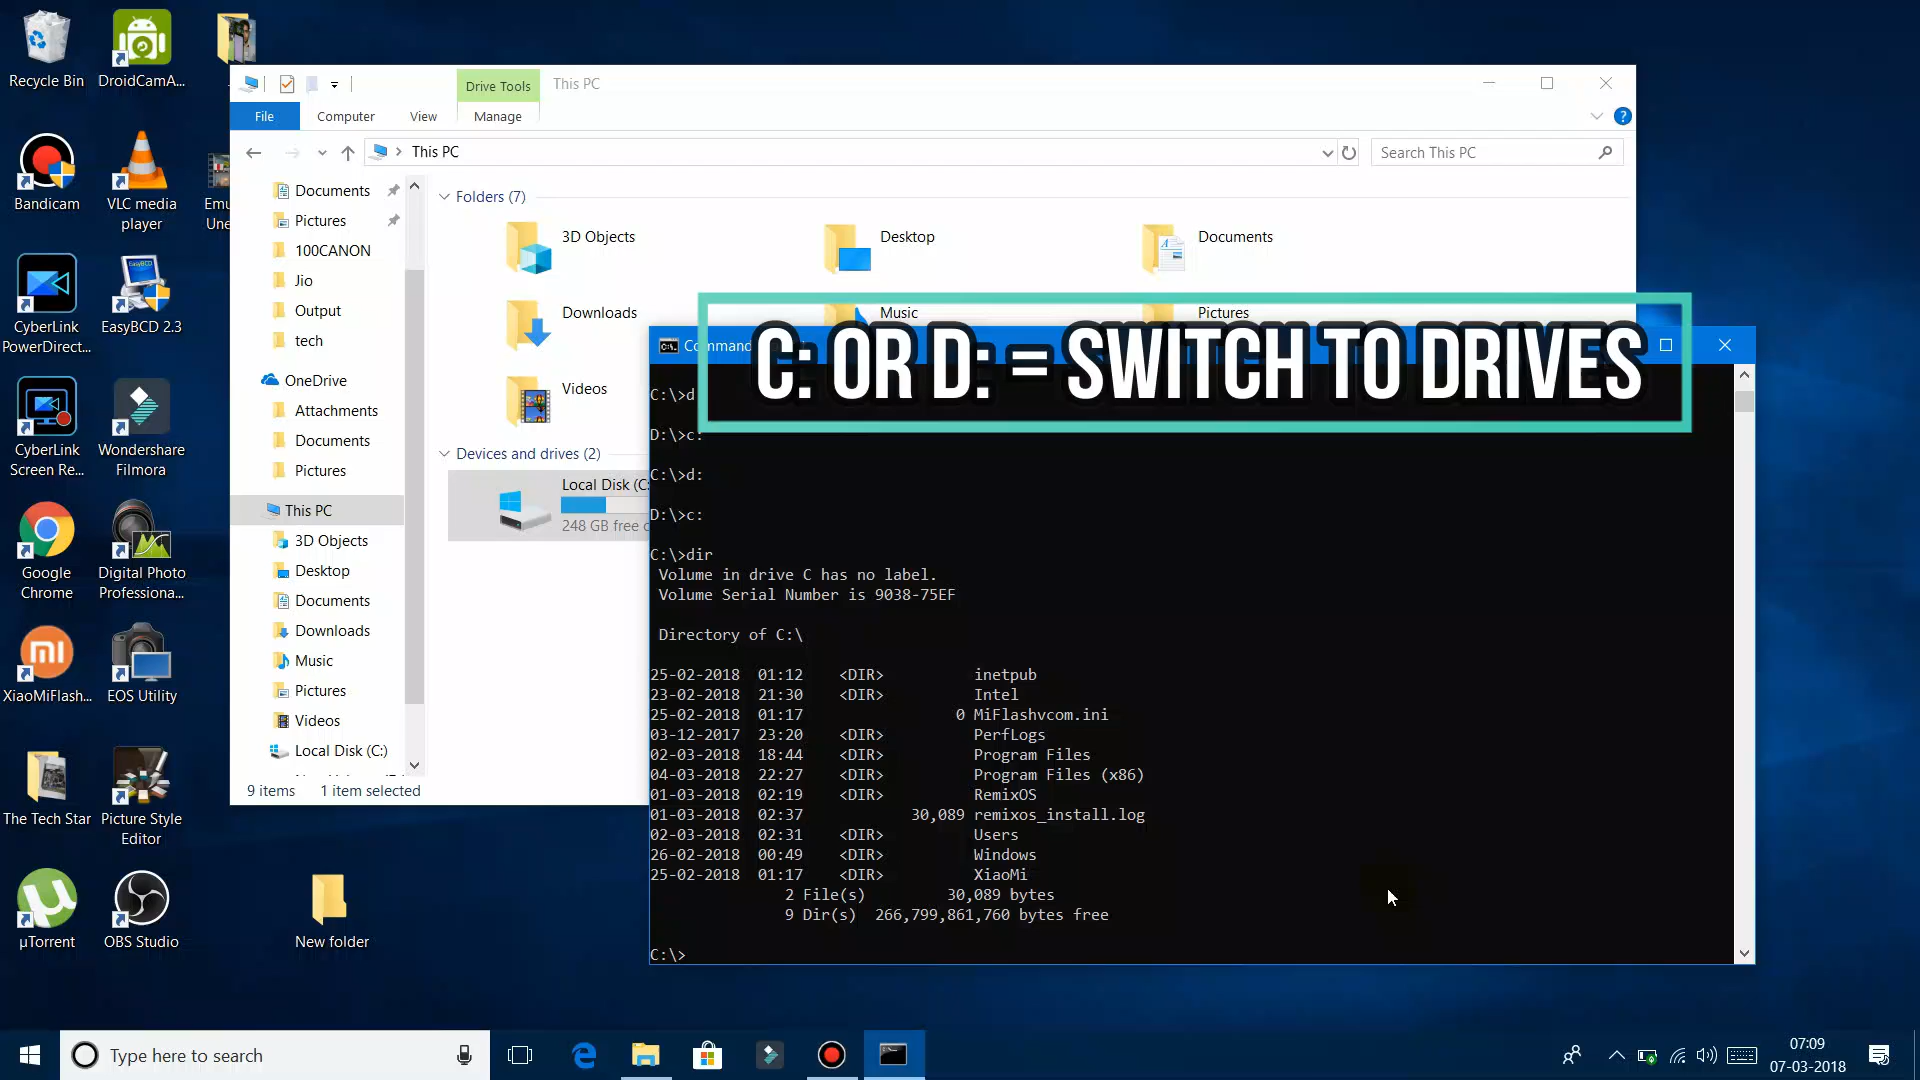 Recycle Bin
DroidCamA...
Bandicam
VLC media
player
Emu
Une
CyberLink
PowerDirect...
EasyBCD
EasyBCD 2.3
CyberLink
Screen Re...
Wondershare
Filmora
Google
Chrome
Digital Photo
Professiona...
XiaoMiFlash...
EOS Utility
The Tech Star
Picture Style
Editor
µTorrent
OBS Studio
New folder
Drive Tools
This PC
File
Computer
View
Manage
This PC
Search This PC
Documents
Pictures
100CANON
Jio
Output
tech
OneDrive
Attachments
Documents
Pictures
This PC
3D Objects
Desktop
Documents
Downloads
Music
Pictures
Videos
Local Disk (C:)
9 items
1 item selected
Folders (7)
3D Objects
Desktop
Documents
Downloads
Music
Pictures
Videos
Devices and drives (2)
Local Disk (C:
248 GB free
Command
C: OR D: = SWITCH TO DRIVES
C:\>d
D:\>c:
C:\>d:
D:\>c:
C:\>dir
Volume in drive C has no label.
Volume Serial Number is 9038-75EF
Directory of C:\
25-02-2018 01:12 <DIR> inetpub
23-02-2018 21:30 <DIR> Intel
25-02-2018 01:17 0 MiFlashvcom.ini
03-12-2017 23:20 <DIR> PerfLogs
02-03-2018 18:44 <DIR> Program Files
04-03-2018 22:27 <DIR> Program Files (x86)
01-03-2018 02:19 <DIR> RemixOS
01-03-2018 02:37 30,089 remixos_install.log
02-03-2018 02:31 <DIR> Users
26-02-2018 00:49 <DIR> Windows
25-02-2018 01:17 <DIR> XiaoMi
2 File(s) 30,089 bytes
9 Dir(s) 266,799,861,760 bytes free
C:\>
Type here to search
07:09
07-03-2018